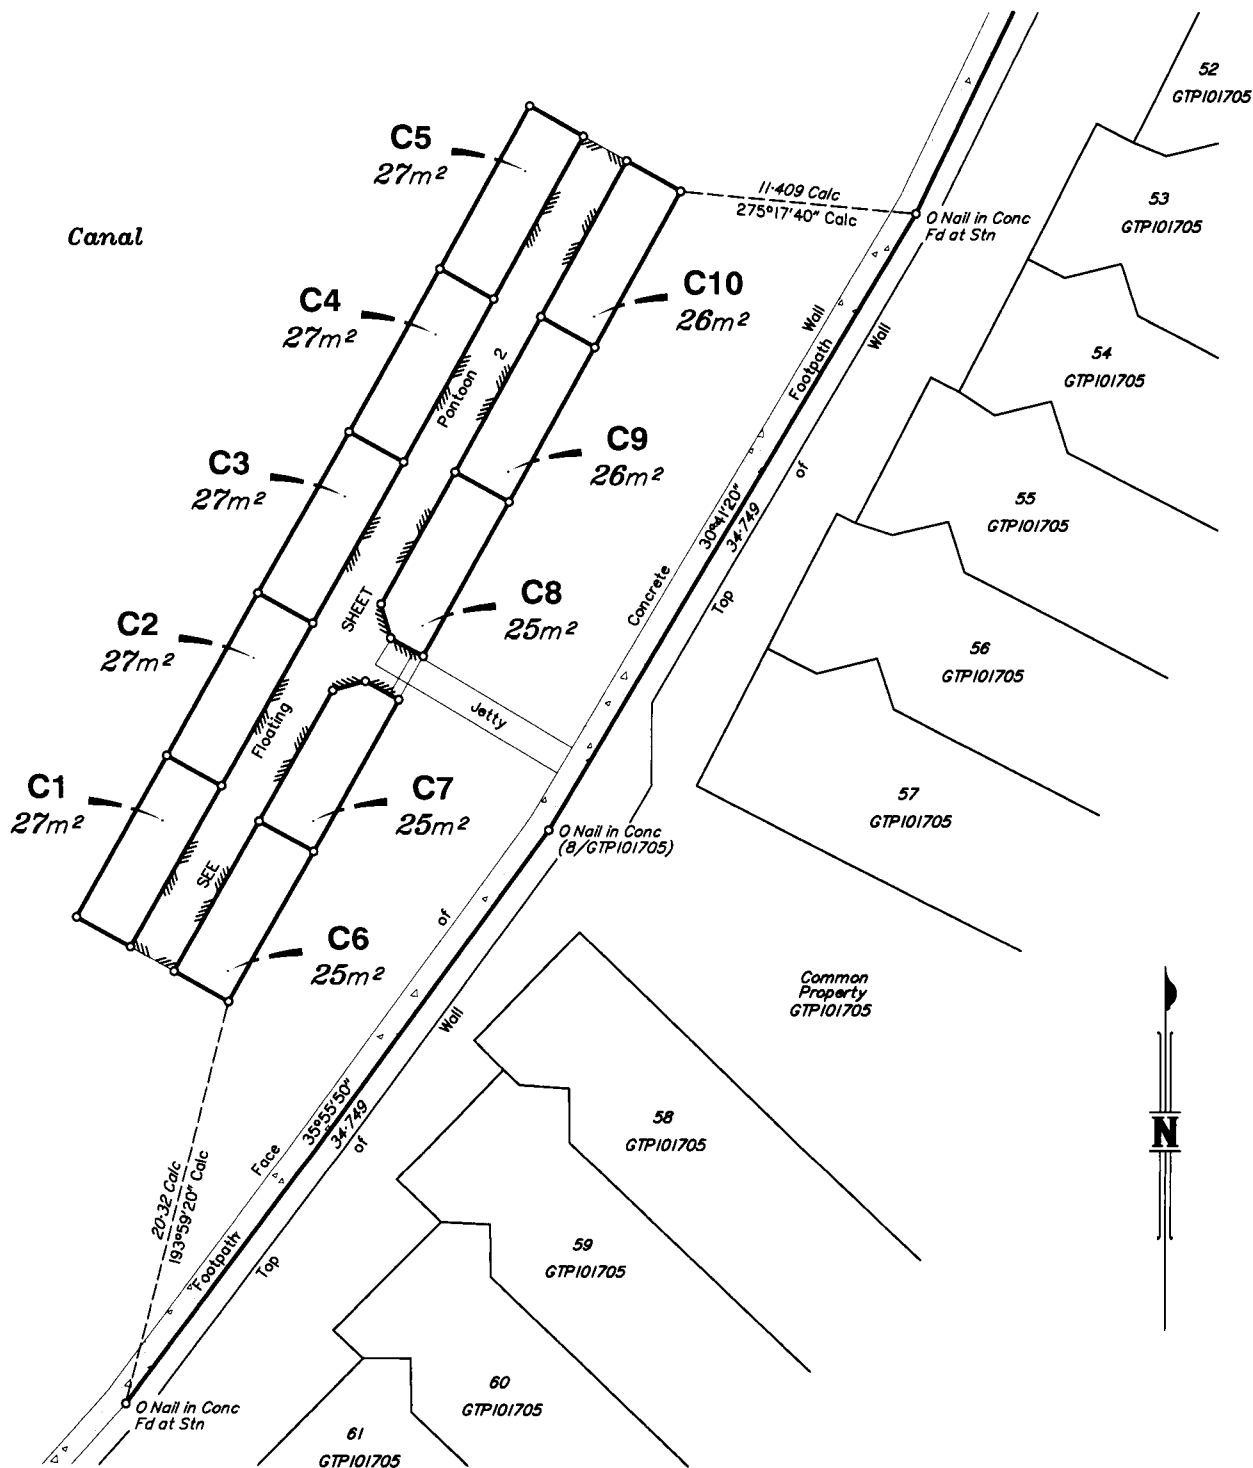 52
GTP101705
C5
27m²
53
GTP101705
11·409 Calc
275°17'40" Calc
O Nail in Conc
Fd at Stn
Canal
C10
26m²
C4
27m²
Wall
Footpath
Wall
54
GTP101705
Pontoon 2
C9
26m²
C3
27m²
of
55
GTP101705
30°41'20"
34·749
Concrete
Top
SHEET
C8
25m²
C2
27m²
56
GTP101705
Floating
Jetty
C1
27m²
C7
25m²
57
GTP101705
O Nail in Conc
(8/GTP101705)
SEE
of
C6
25m²
Common
Property
GTP101705
Wall
58
GTP101705
35°55'50"
34·749
of
Face
N
20·32 Calc
193°59'20" Calc
Footpath
Top
59
GTP101705
60
GTP101705
O Nail in Conc
Fd at Stn
61
GTP101705